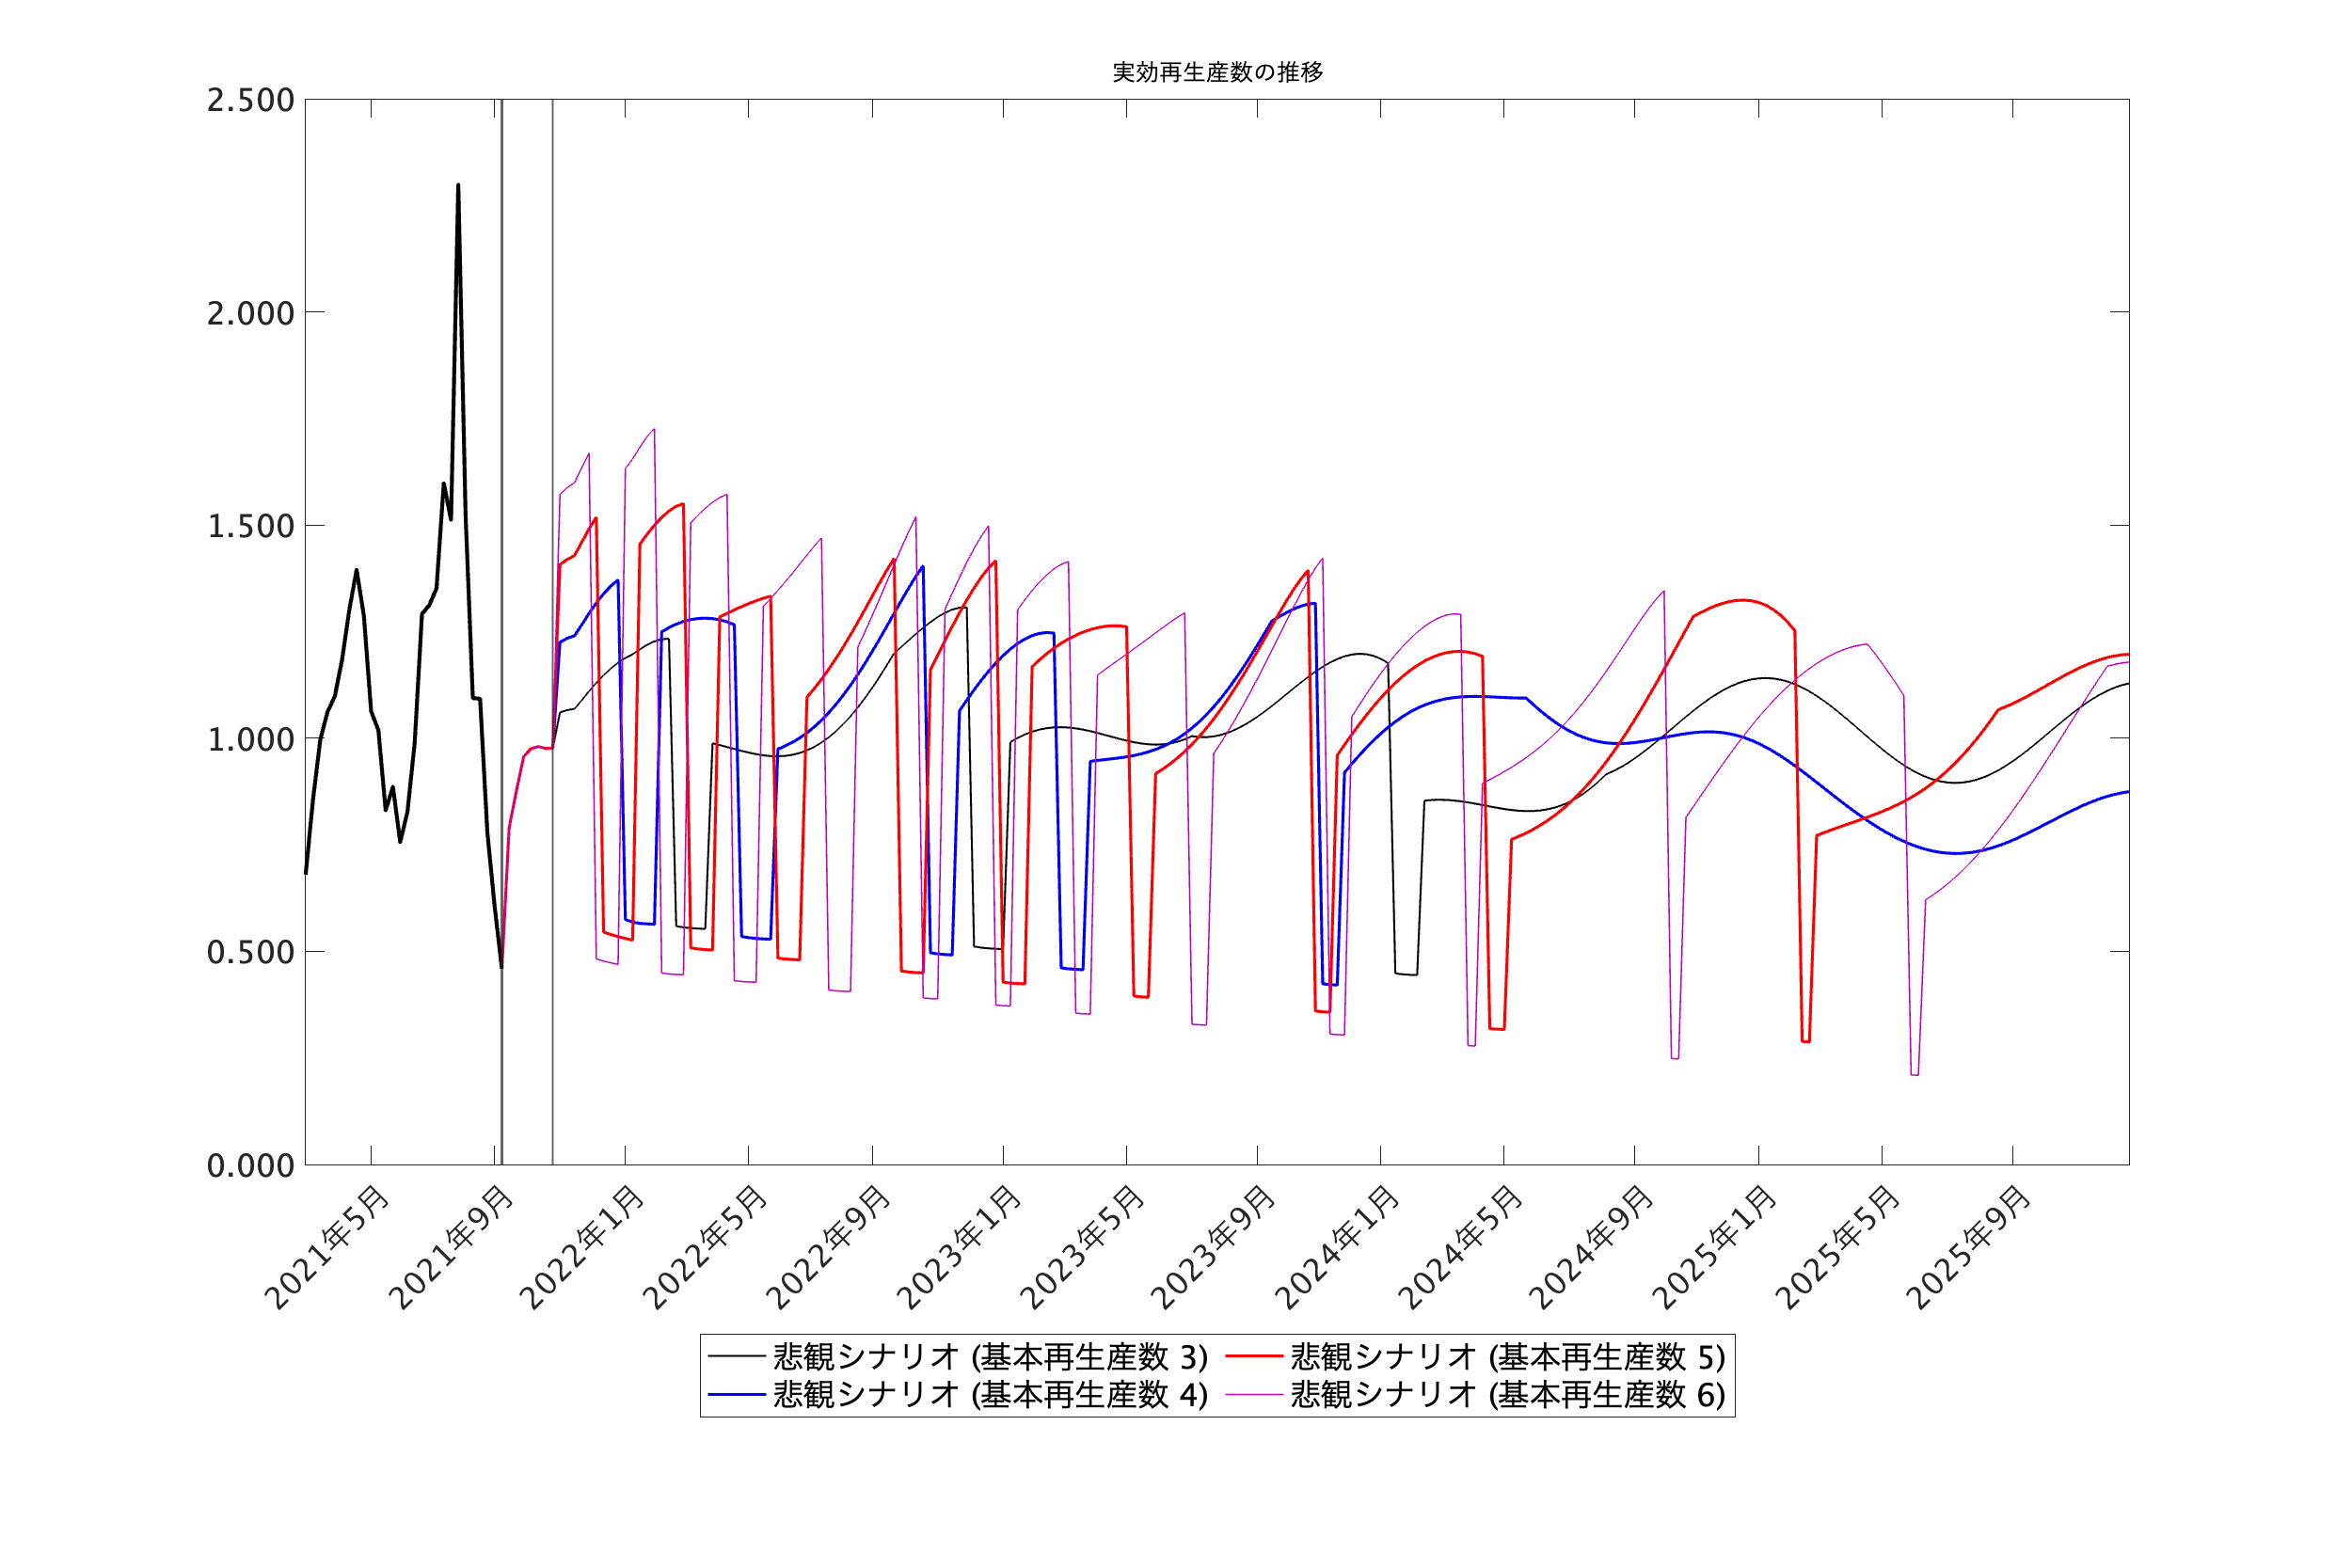 実効再生産数の推移
2.500
2.000
1.500
1.000
0.500
0.000
2021年5月
2021年9月
2022年1月
2022年5月
2022年9月
2023年1月
2023年5月
2023年9月
2024年1月
2024年5月
2024年9月
2025年1月
2025年5月
2025年9月
悲観シナリオ (基本再生産数 3)
悲観シナリオ (基本再生産数 4)
悲観シナリオ (基本再生産数 5)
悲観シナリオ (基本再生産数 6)